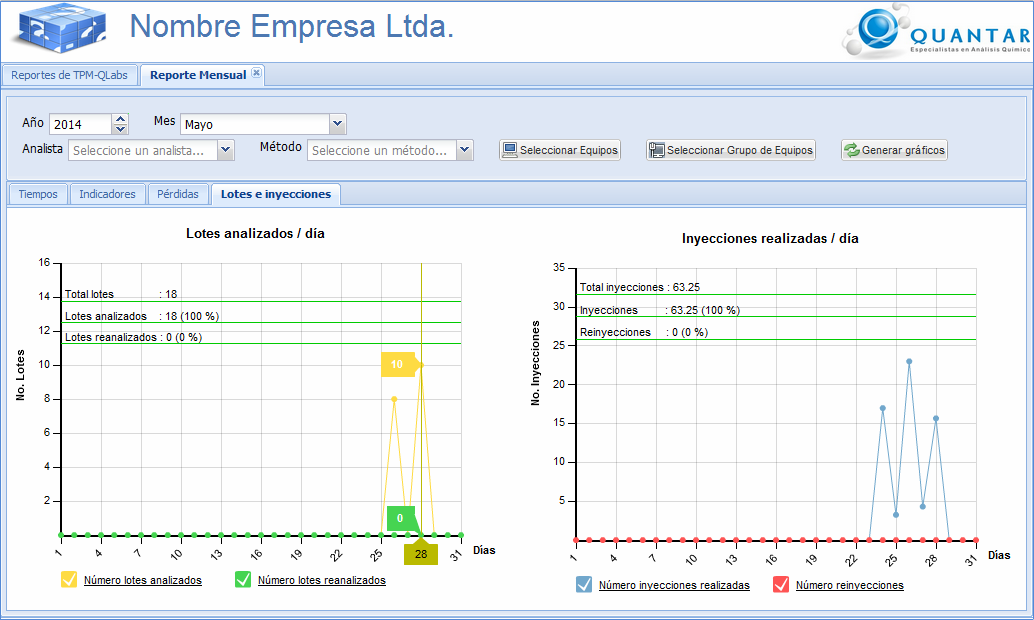 Nombre Empresa Ltda.
QUANTAR
Especialistas en Análisis Químico
Reportes de TPM-QLabs
Reporte Mensual
Año 2014 Mes Mayo
Analista Seleccione un analista... Método Seleccione un método... Seleccionar Equipos Seleccionar Grupo de Equipos Generar gráficos
Tiempos Indicadores Pérdidas Lotes e inyecciones
Lotes analizados / día
16
14
12
10
8
6
4
2
No. Lotes
Total lotes : 18
Lotes analizados : 18 (100 %)
Lotes reanalizados : 0 (0 %)
10
0
28
1 4 7 10 13 16 19 22 25 31 Días
Número lotes analizados Número lotes reanalizados
Inyecciones realizadas / día
35
30
25
20
15
10
5
No. Inyecciones
Total inyecciones : 63.25
Inyecciones : 63.25 (100 %)
Reinyecciones : 0 (0 %)
1 4 7 10 13 16 19 22 25 28 31 Días
Número inyecciones realizadas Número reinyecciones